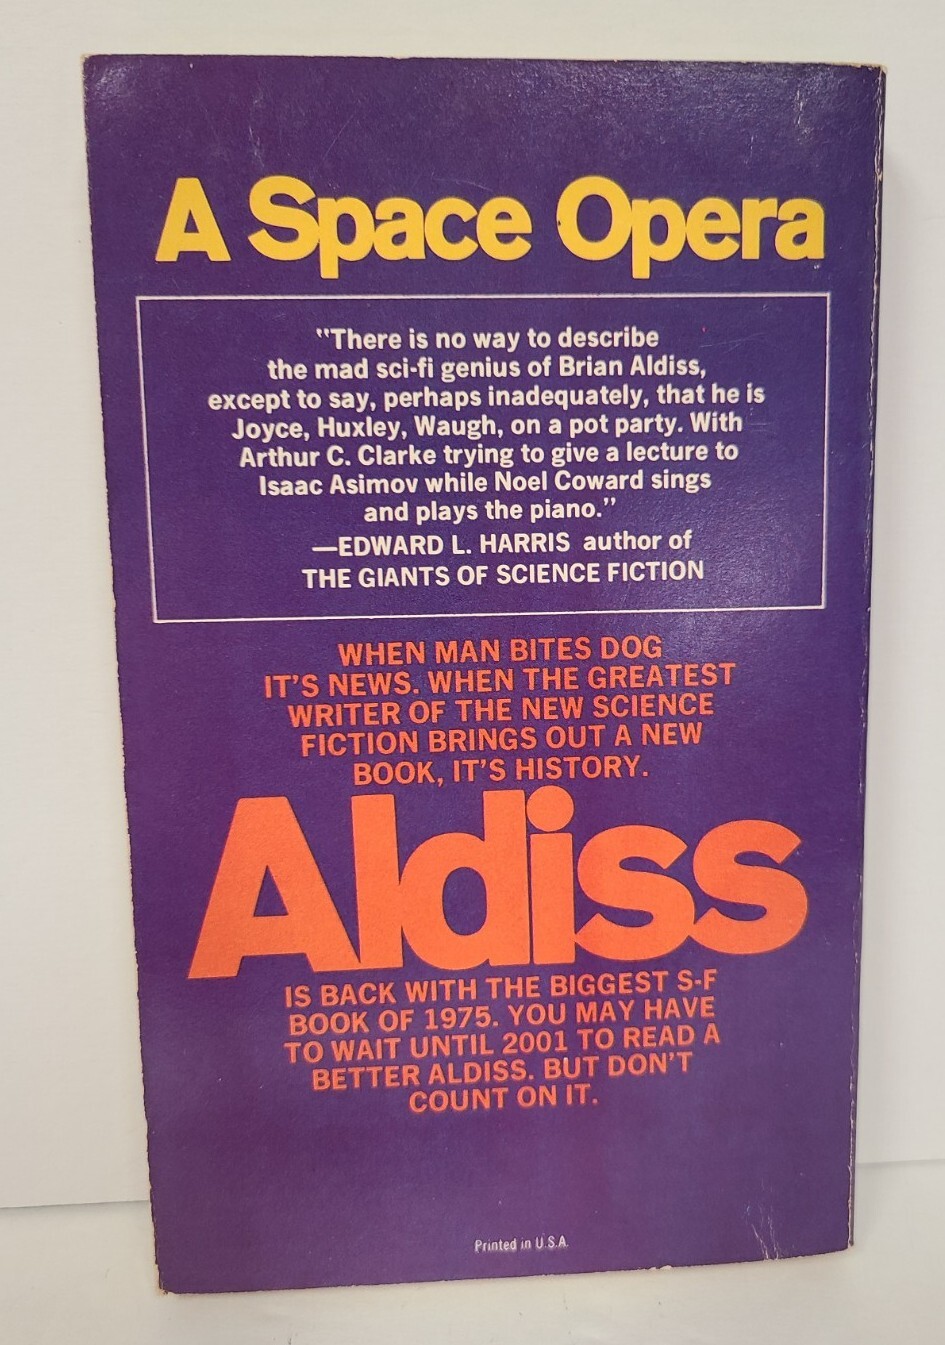 A Space Opera
"There is no way to describe
the mad sci-fi genius of Brian Aldiss,
except to say, perhaps inadequately, that he is
Joyce, Huxley, Waugh, on a pot party. With
Arthur C. Clarke trying to give a lecture to
Isaac Asimov while Noel Coward sings
and plays the piano."
—EDWARD L. HARRIS author of
THE GIANTS OF SCIENCE FICTION
WHEN MAN BITES DOG
IT'S NEWS. WHEN THE GREATEST
WRITER OF THE NEW SCIENCE
FICTION BRINGS OUT A NEW
BOOK, IT'S HISTORY.
Aldiss
IS BACK WITH THE BIGGEST S-F
BOOK OF 1975. YOU MAY HAVE
TO WAIT UNTIL 2001 TO READ A
BETTER ALDISS. BUT DON'T
COUNT ON IT.
Printed in U.S.A.